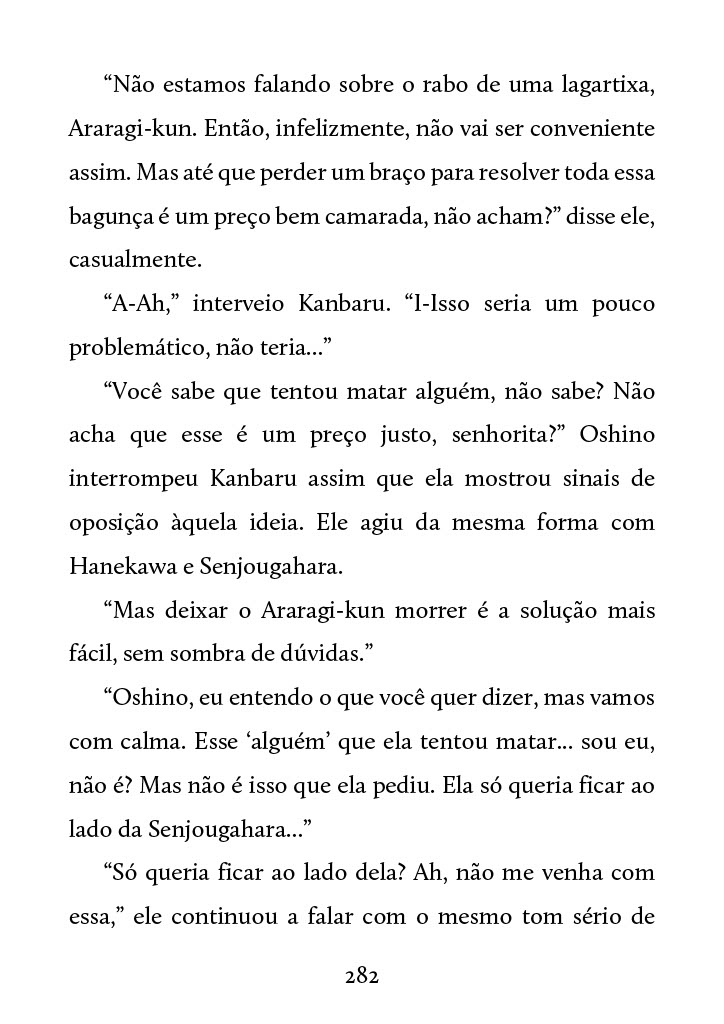 “Não estamos falando sobre o rabo de uma lagartixa,
Araragi-kun. Então, infelizmente, não vai ser conveniente
assim. Mas até que perder um braço para resolver toda essa
bagunça é um preço bem camarada, não acham?” disse ele,
casualmente.
“A-Ah,” interveio Kanbaru. “I-Isso seria um pouco
problemático, não teria...”
“Você sabe que tentou matar alguém, não sabe? Não
acha que esse é um preço justo, senhorita?” Oshino
interrompeu Kanbaru assim que ela mostrou sinais de
oposição àquela ideia. Ele agiu da mesma forma com
Hanekawa e Senjougahara.
“Mas deixar o Araragi-kun morrer é a solução mais
fácil, sem sombra de dúvidas.”
“Oshino, eu entendo o que você quer dizer, mas vamos
com calma. Esse ‘alguém’ que ela tentou matar... sou eu,
não é? Mas não é isso que ela pediu. Ela só queria ficar ao
lado da Senjougahara...”
“Só queria ficar ao lado dela? Ah, não me venha com
essa,” ele continuou a falar com o mesmo tom sério de
282